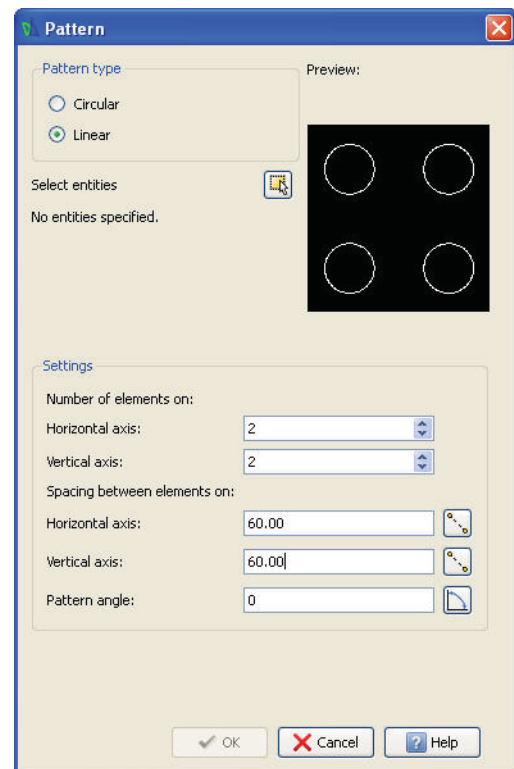 Pattern
Pattern type
Preview:
Circular
Linear
Select entities
No entities specified.
Settings
Number of elements on:
Horizontal axis: 2
Vertical axis: 2
Spacing between elements on:
Horizontal axis: 60.00
Vertical axis: 60.00
Pattern angle: 0
OK Cancel ? Help